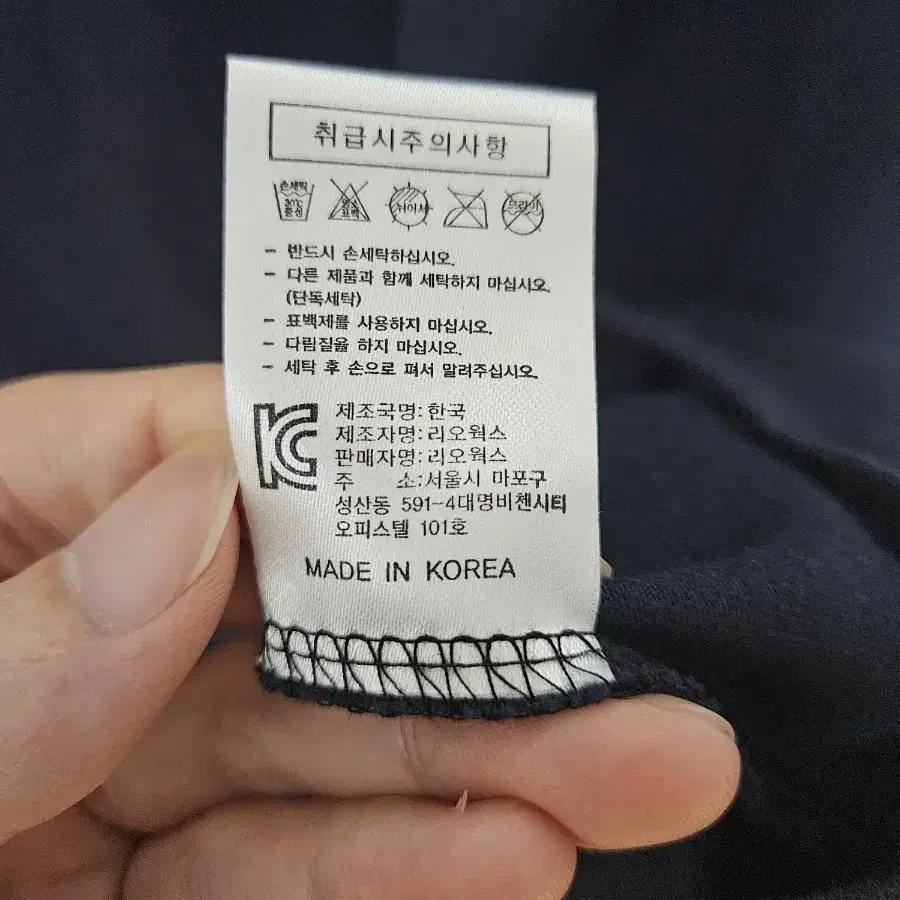 취급시주의사항
손세탁
30℃
중성
염소
표백
뉘어서
드라이
- 반드시 손세탁하십시오.
- 다른 제품과 함께 세탁하지 마십시오.
(단독세탁)
- 표백제를 사용하지 마십시오.
- 다림질을 하지 마십시오.
- 세탁 후 손으로 펴서 말려주십시오.
KC
제조국명: 한국
제조자명: 리오웍스
판매자명: 리오웍스
주 소:서울시 마포구
성산동 591-4대명비첸시티
오피스텔 101호
MADE IN KOREA